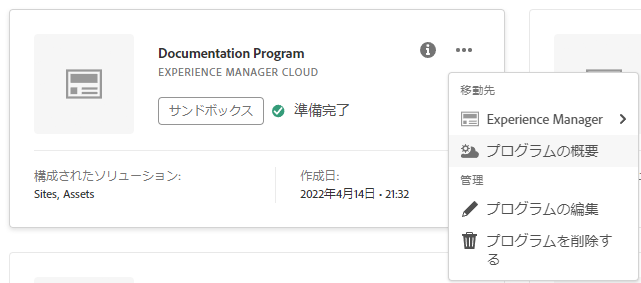 Documentation Program
EXPERIENCE MANAGER CLOUD
サンドボックス 準備完了
構成されたソリューション:
Sites, Assets
作成日:
2022年4月14日 • 21:32
移動先
Experience Manager
プログラムの概要
管理
プログラムの編集
プログラムを削除す
る